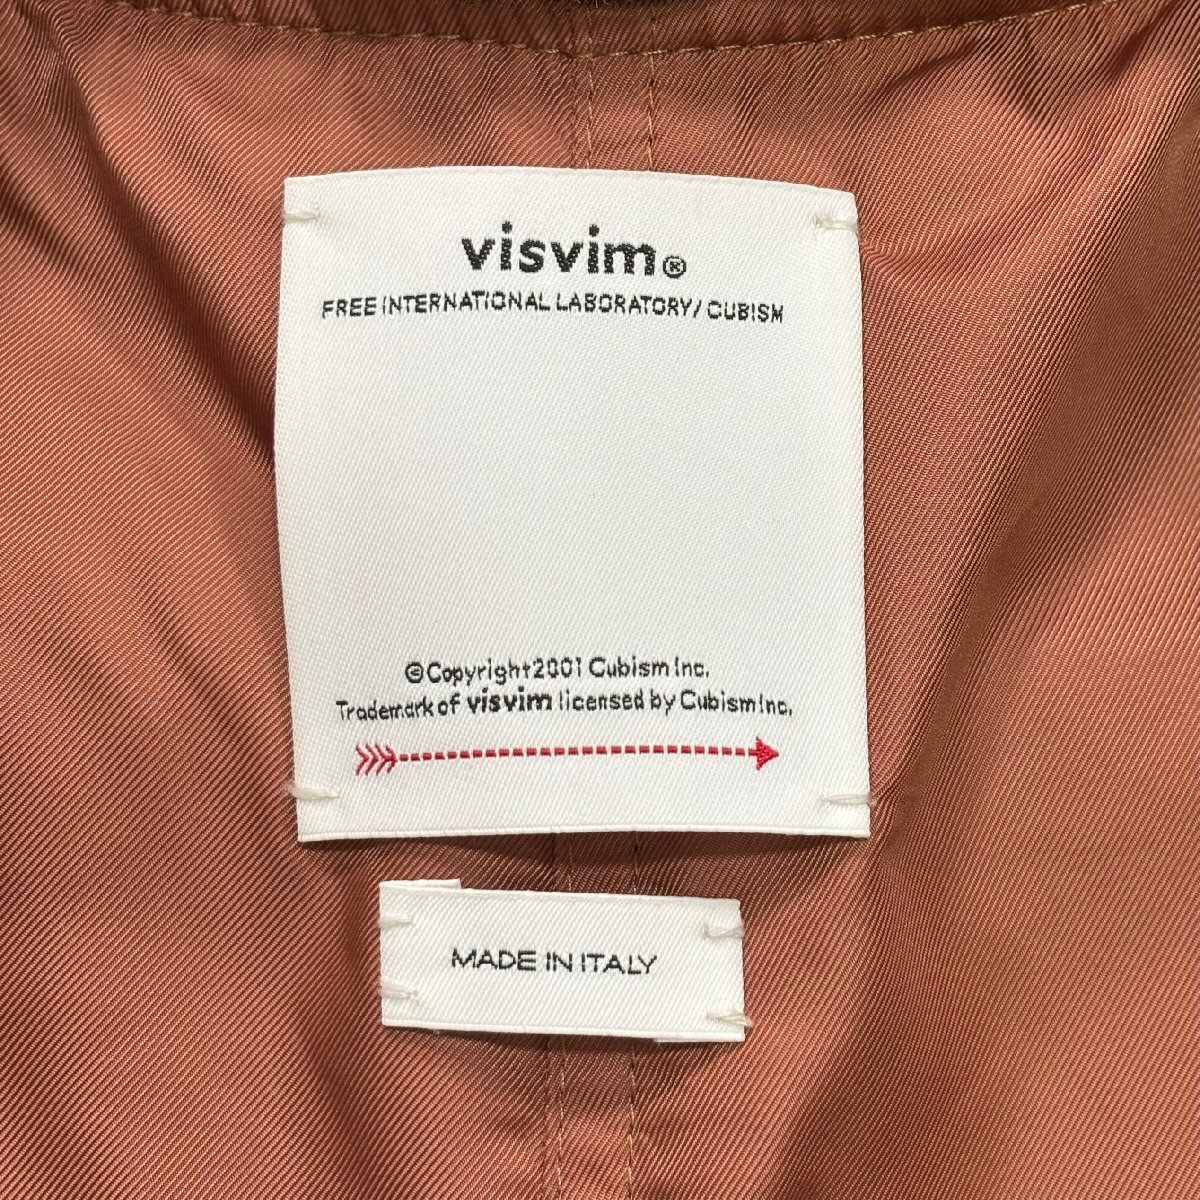 visvim®
FREE INTERNATIONAL LABORATORY/ CUBISM
©Copyright2001 Cubism Inc.
Trademark of visvim licensed by Cubism Inc.
MADE IN ITALY